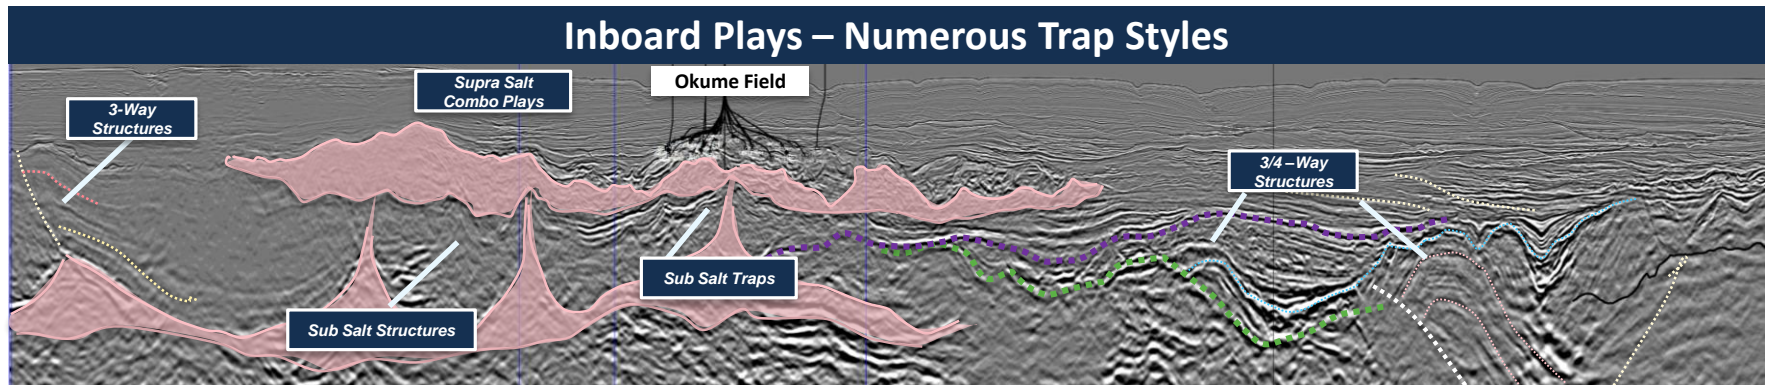 Inboard Plays – Numerous Trap Styles
3-Way
Structures
Supra Salt
Combo Plays
Okume Field
3/4 –Way
Structures
Sub Salt Traps
Sub Salt Structures